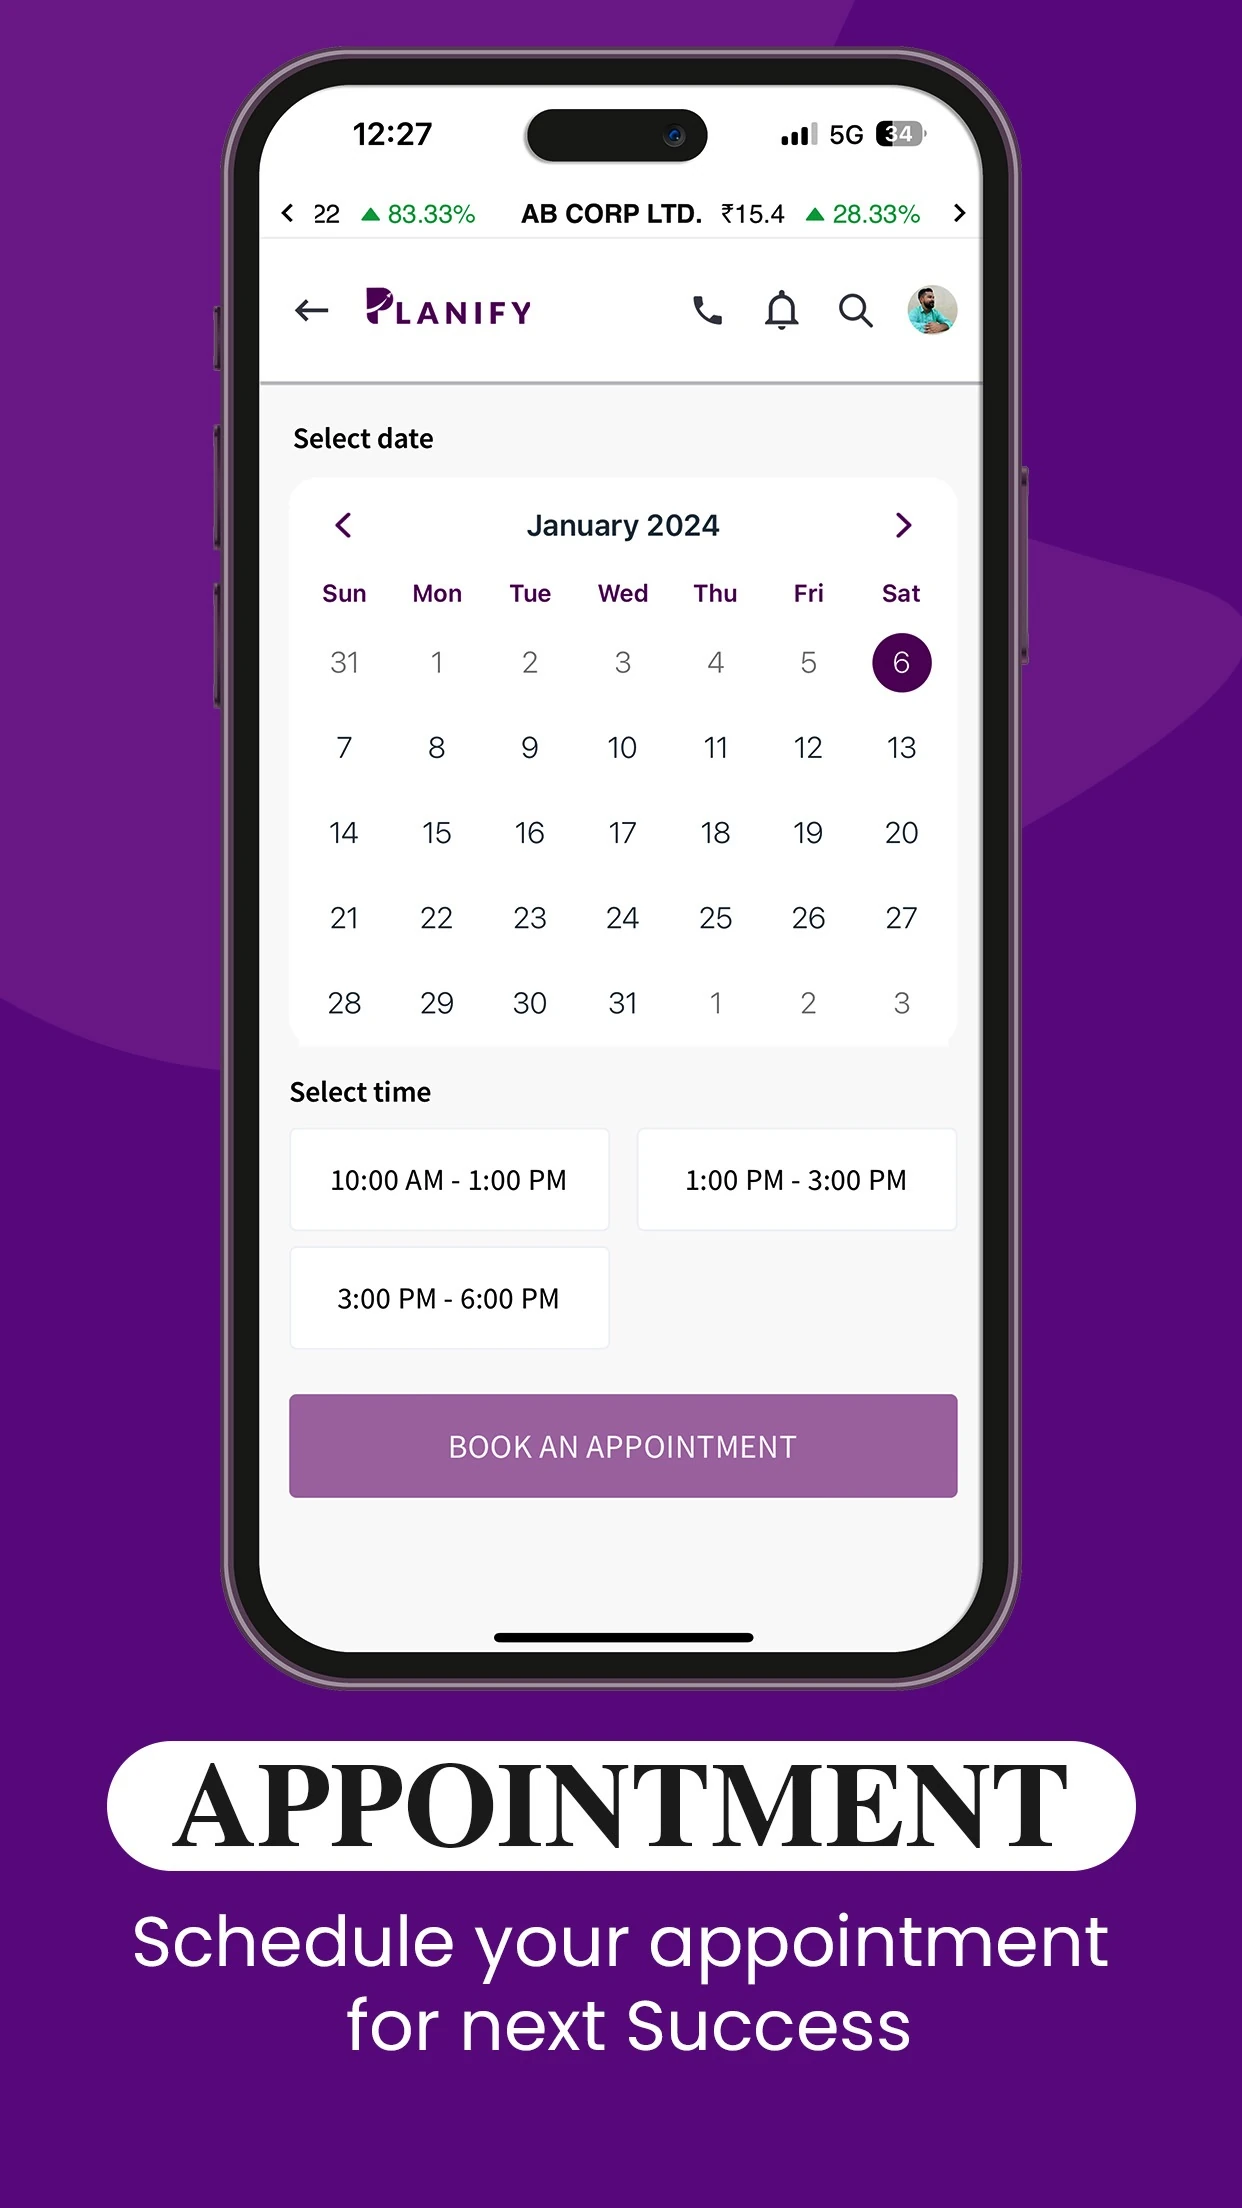 12:27 5G 34
22 83.33% AB CORP LTD. ₹15.4 28.33%
PLANIFY
Select date
January 2024
Sun Mon Tue Wed Thu Fri Sat
31 1 2 3 4 5 6
7 8 9 10 11 12 13
14 15 16 17 18 19 20
21 22 23 24 25 26 27
28 29 30 31 1 2 3
Select time
10:00 AM - 1:00 PM 1:00 PM - 3:00 PM
3:00 PM - 6:00 PM
BOOK AN APPOINTMENT
APPOINTMENT
Schedule your appointment
for next Success